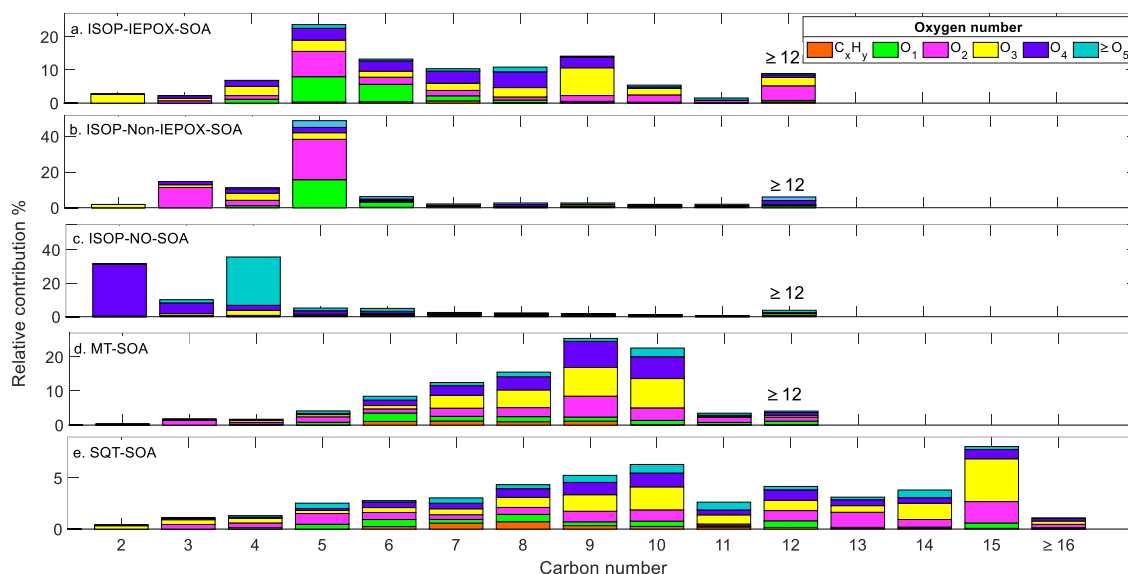 a. ISOP-IEPOX-SOA
Oxygen number
CxHy O1 O2 O3 O4 ≥ O5
20
10
0
≥ 12
b. ISOP-Non-IEPOX-SOA
40
20
0
≥ 12
c. ISOP-NO-SOA
40
20
0
≥ 12
d. MT-SOA
20
10
0
≥ 12
e. SQT-SOA
5
0
2 3 4 5 6 7 8 9 10 11 12 13 14 15 ≥ 16
Carbon number
Relative contribution %